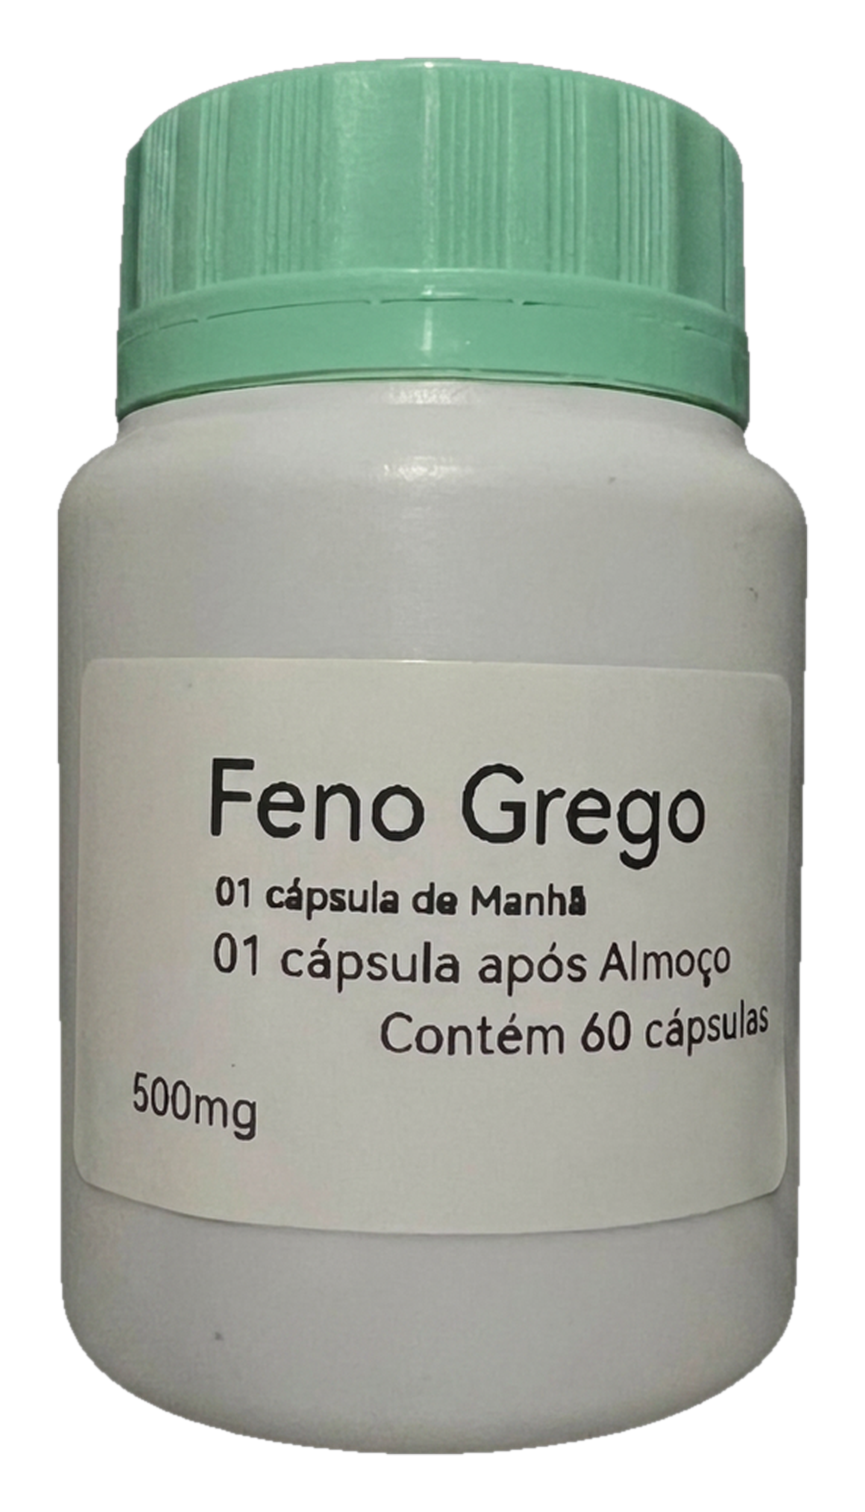 Feno Grego
01 cápsula de Manhã
01 cápsula após Almoço
Contém 60 cápsulas
500mg